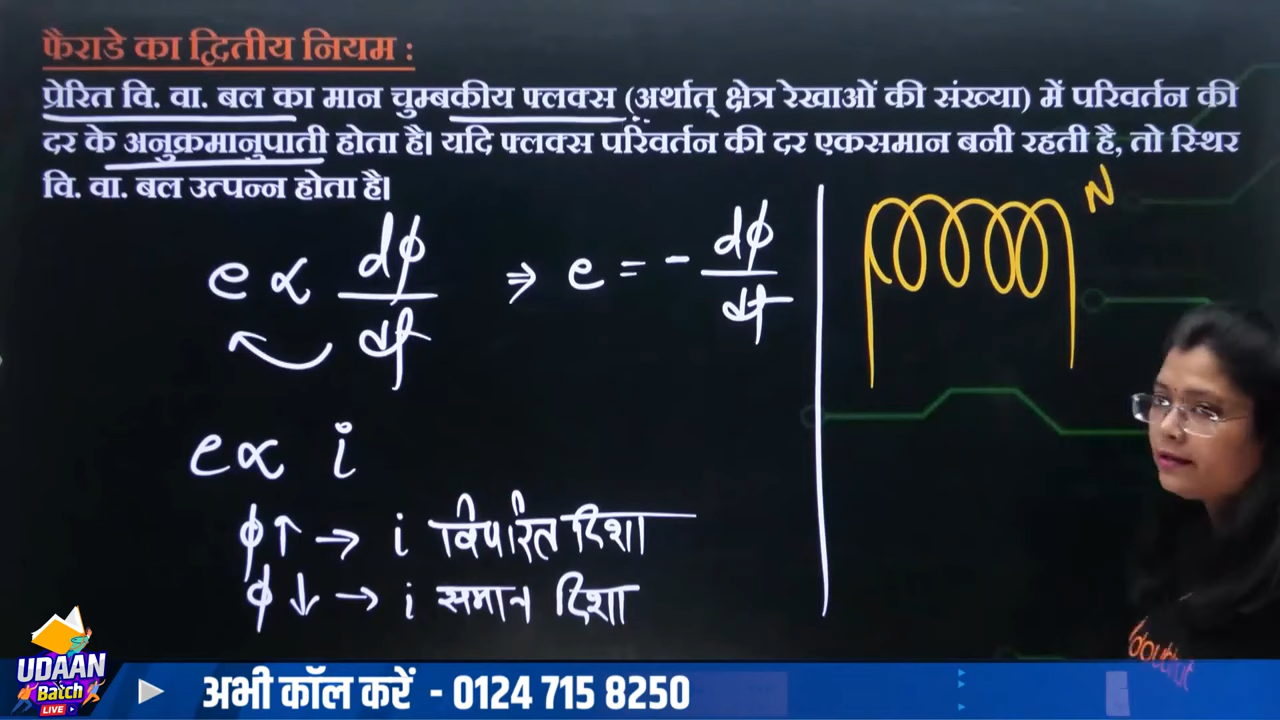 फैराडे का द्वितीय नियम :
प्रेरित वि. वा. बल का मान चुम्बकीय फ्लक्स (अर्थात् क्षेत्र रेखाओं की संख्या) में परिवर्तन की
दर के अनुक्रमानुपाती होता है। यदि फ्लक्स परिवर्तन की दर एकसमान बनी रहती है, तो स्थिर
वि. वा. बल उत्पन्न होता है।
e ∝ dϕ/dt ⇒ e = - dϕ/dt
N
e ∝ i
ϕ ↑ → i विपरित दिशा
ϕ ↓ → i समान दिशा
doubtnut
UDAAN
Batch
LIVE
अभी कॉल करें - 0124 715 8250